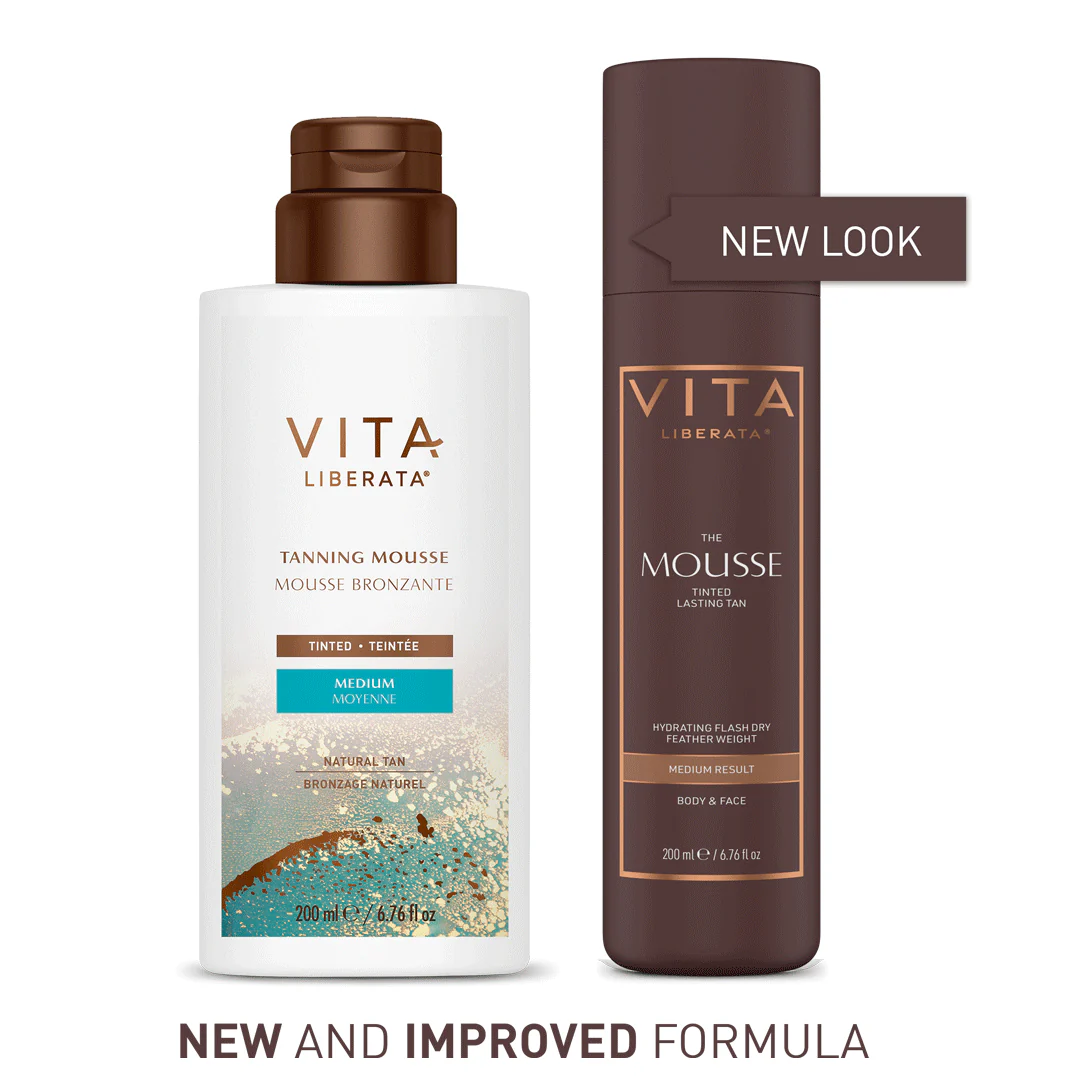 VITA
LIBERATA®
TANNING MOUSSE
MOUSSE BRONZANTE
TINTED • TEINTÉE
MEDIUM
MOYENNE
NATURAL TAN
BRONZAGE NATUREL
200 ml ℮ / 6.76 fl oz
NEW LOOK
VITA
LIBERATA®
THE
MOUSSE
TINTED
LASTING TAN
HYDRATING FLASH DRY
FEATHER WEIGHT
MEDIUM RESULT
BODY & FACE
200 ml ℮ / 6.76 fl oz
NEW AND IMPROVED FORMULA